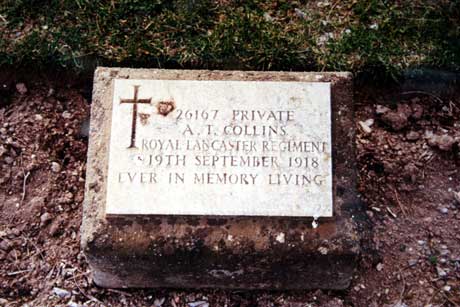 26167 PRIVATE
A. T. COLLINS
ROYAL LANCASTER REGIMENT
19TH SEPTEMBER 1918
EVER IN MEMORY LIVING